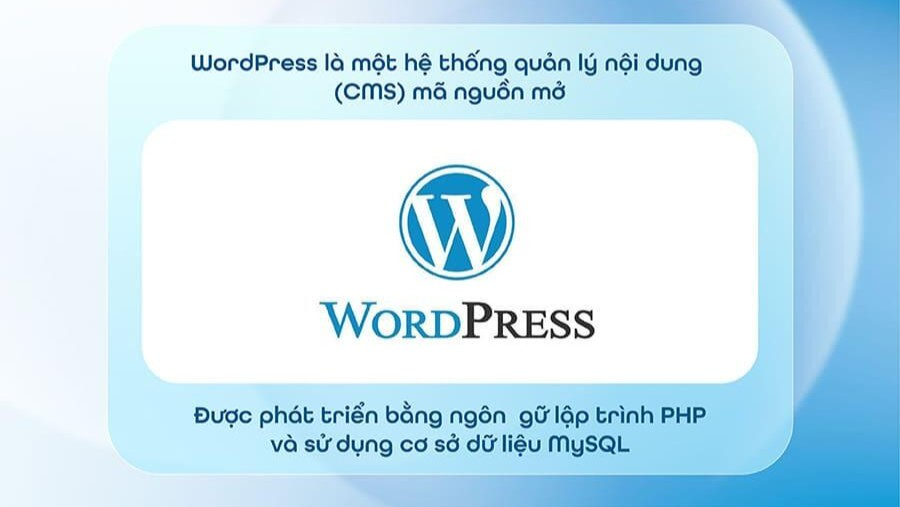 WordPress là một hệ thống quản lý nội dung
(CMS) mã nguồn mở
W
WORDPRESS
Được phát triển bằng ngôn  gữ lập trình PHP
và sử dụng cơ sở dữ liệu MySQL